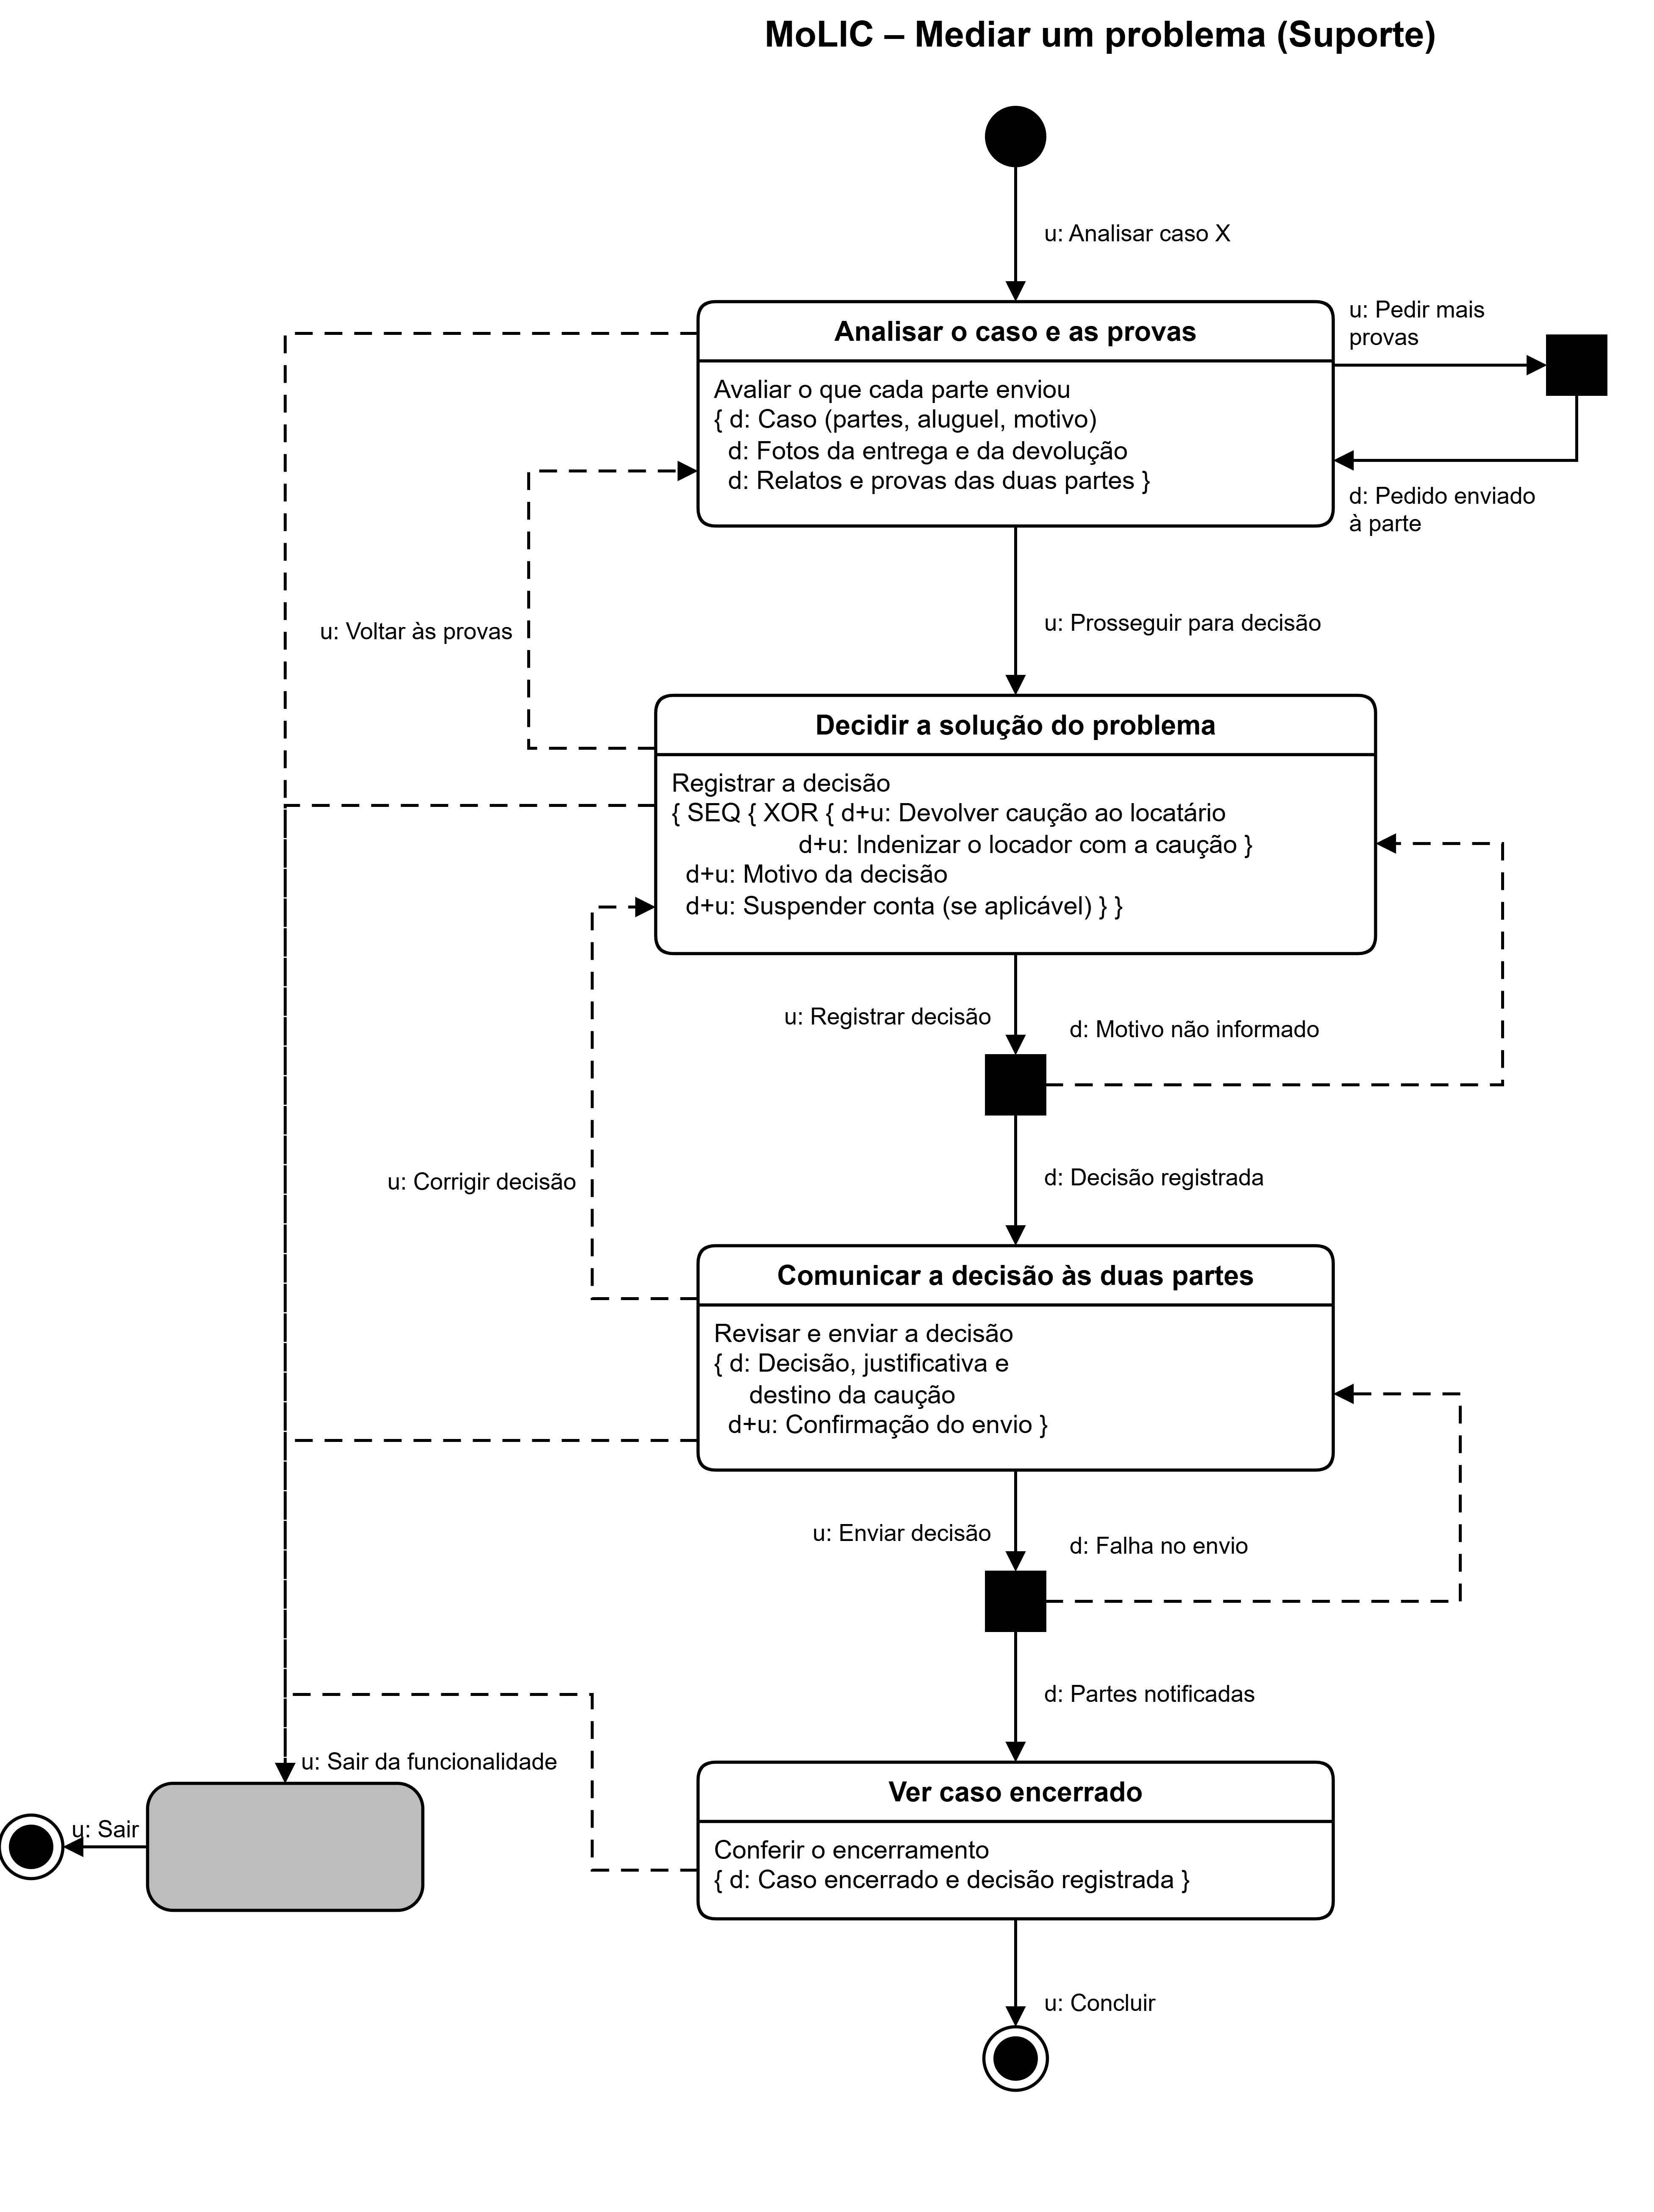 MoLIC – Mediar um problema (Suporte)
u: Analisar caso X
Analisar o caso e as provas
Avaliar o que cada parte enviou
{ d: Caso (partes, aluguel, motivo)
d: Fotos da entrega e da devolução
d: Relatos e provas das duas partes }
u: Pedir mais
provas
d: Pedido enviado
à parte
u: Voltar às provas
u: Prosseguir para decisão
Decidir a solução do problema
Registrar a decisão
{ SEQ { XOR { d+u: Devolver caução ao locatário
d+u: Indenizar o locador com a caução }
d+u: Motivo da decisão
d+u: Suspender conta (se aplicável) } }
u: Registrar decisão
d: Motivo não informado
u: Corrigir decisão
d: Decisão registrada
Comunicar a decisão às duas partes
Revisar e enviar a decisão
{ d: Decisão, justificativa e
destino da caução
d+u: Confirmação do envio }
u: Enviar decisão
d: Falha no envio
d: Partes notificadas
u: Sair da funcionalidade
u: Sair
Ver caso encerrado
Conferir o encerramento
{ d: Caso encerrado e decisão registrada }
u: Concluir